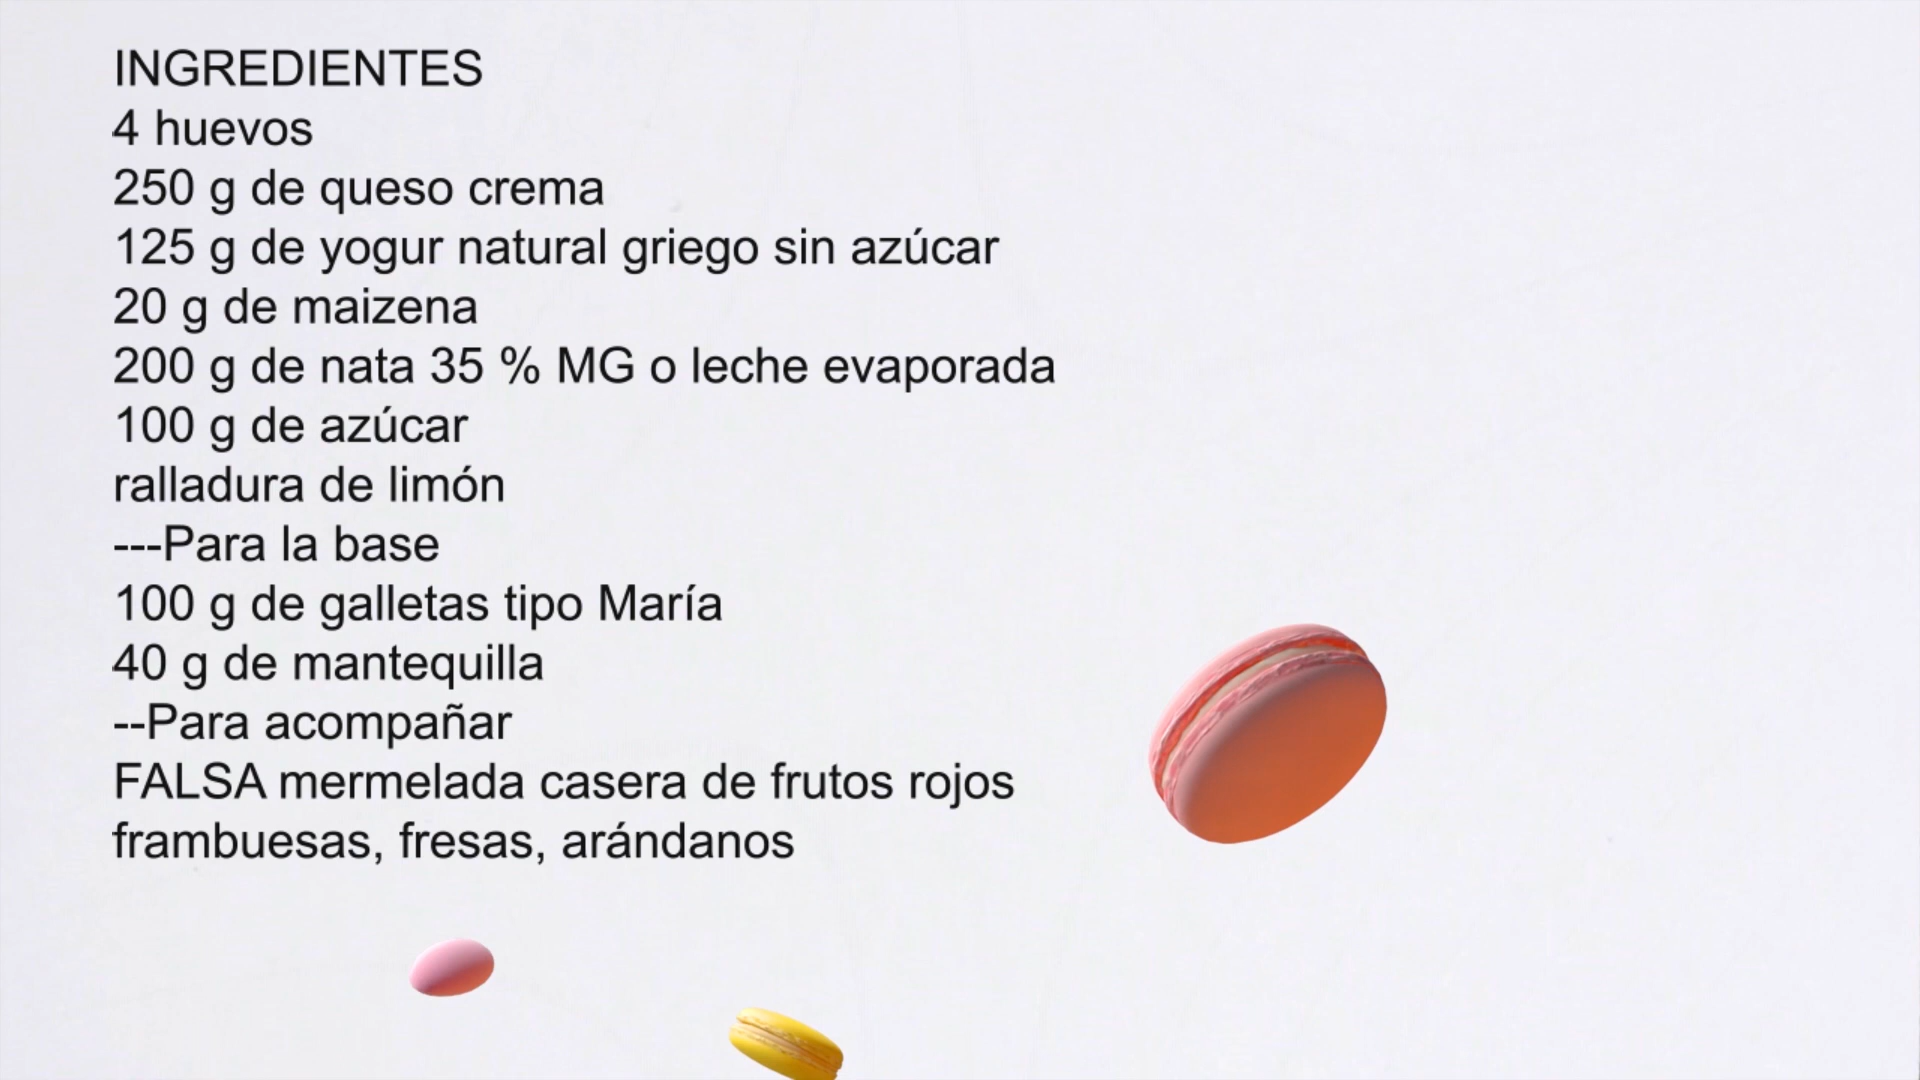 INGREDIENTES
4 huevos
250 g de queso crema
125 g de yogur natural griego sin azúcar
20 g de maizena
200 g de nata 35 % MG o leche evaporada
100 g de azúcar
ralladura de limón
---Para la base
100 g de galletas tipo María
40 g de mantequilla
--Para acompañar
FALSA mermelada casera de frutos rojos
frambuesas, fresas, arándanos